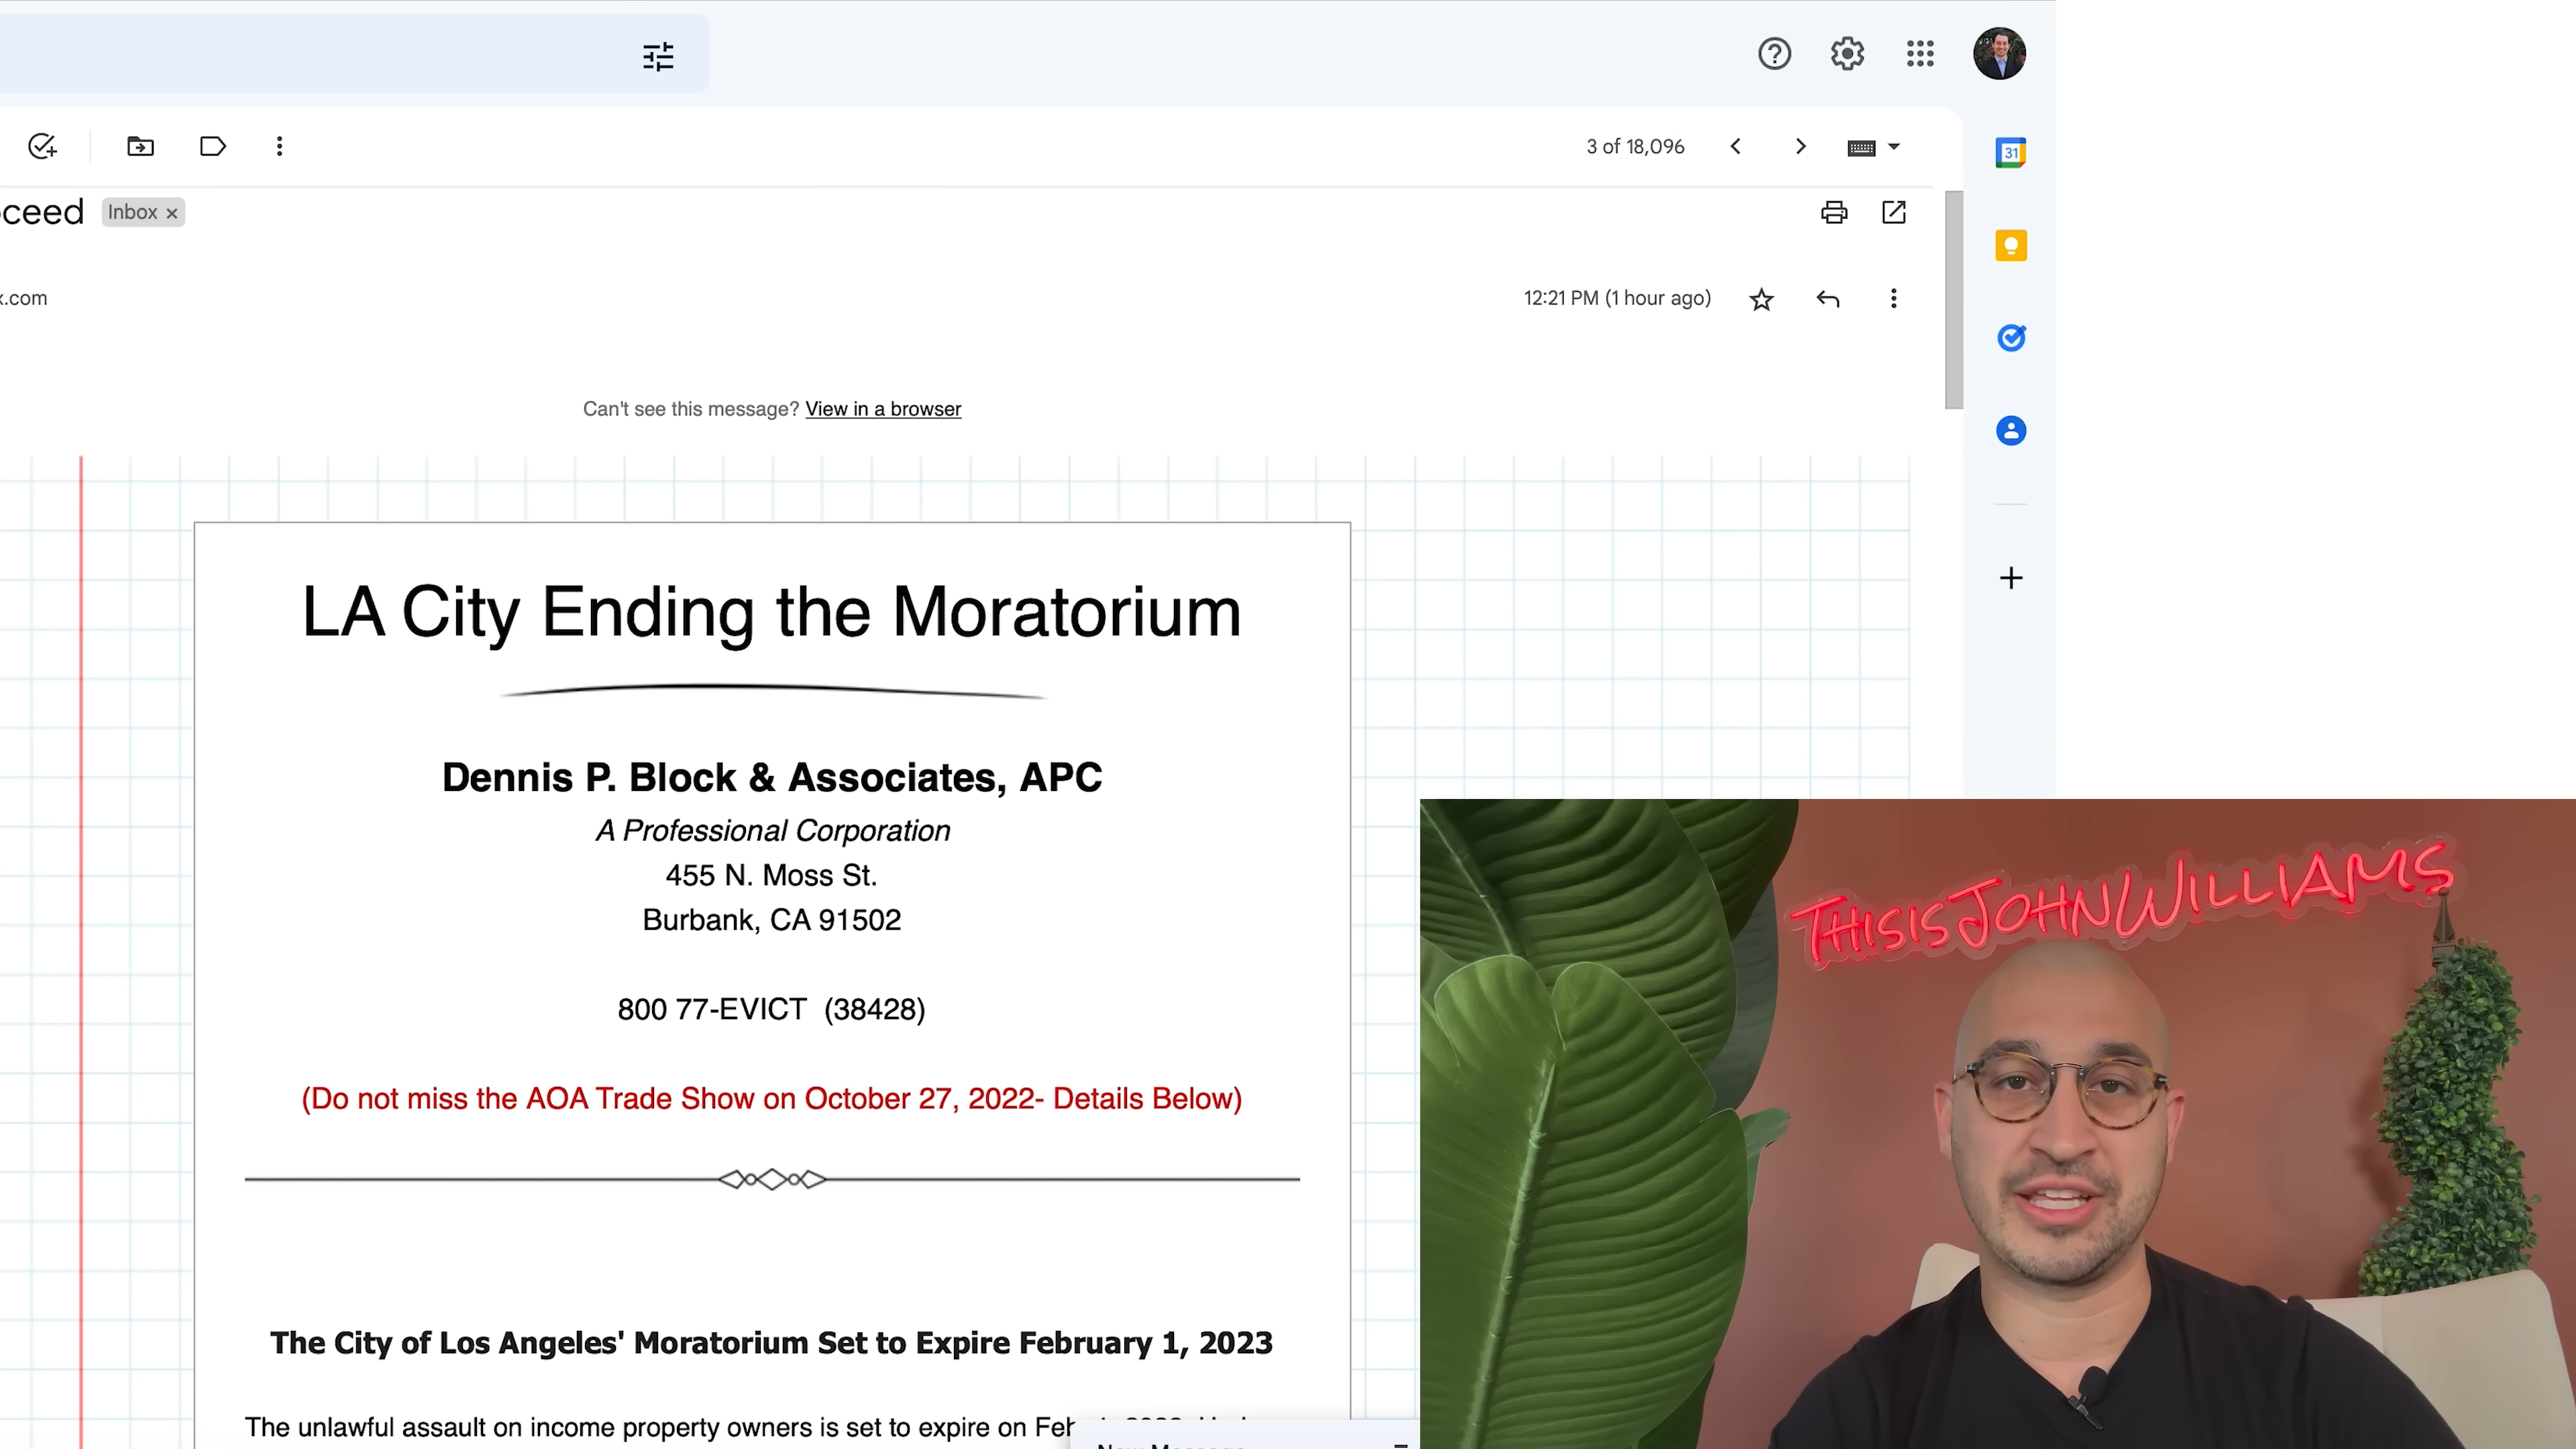 3 of 18,096
ceed Inbox ×
.com
12:21 PM (1 hour ago)
31
Can't see this message? View in a browser
LA City Ending the Moratorium
Dennis P. Block & Associates, APC
A Professional Corporation
455 N. Moss St.
Burbank, CA 91502
800 77-EVICT (38428)
(Do not miss the AOA Trade Show on October 27, 2022- Details Below)
THISISJOHNWILLIAMS
The City of Los Angeles' Moratorium Set to Expire February 1, 2023
The unlawful assault on income property owners is set to expire on Feb
New Message